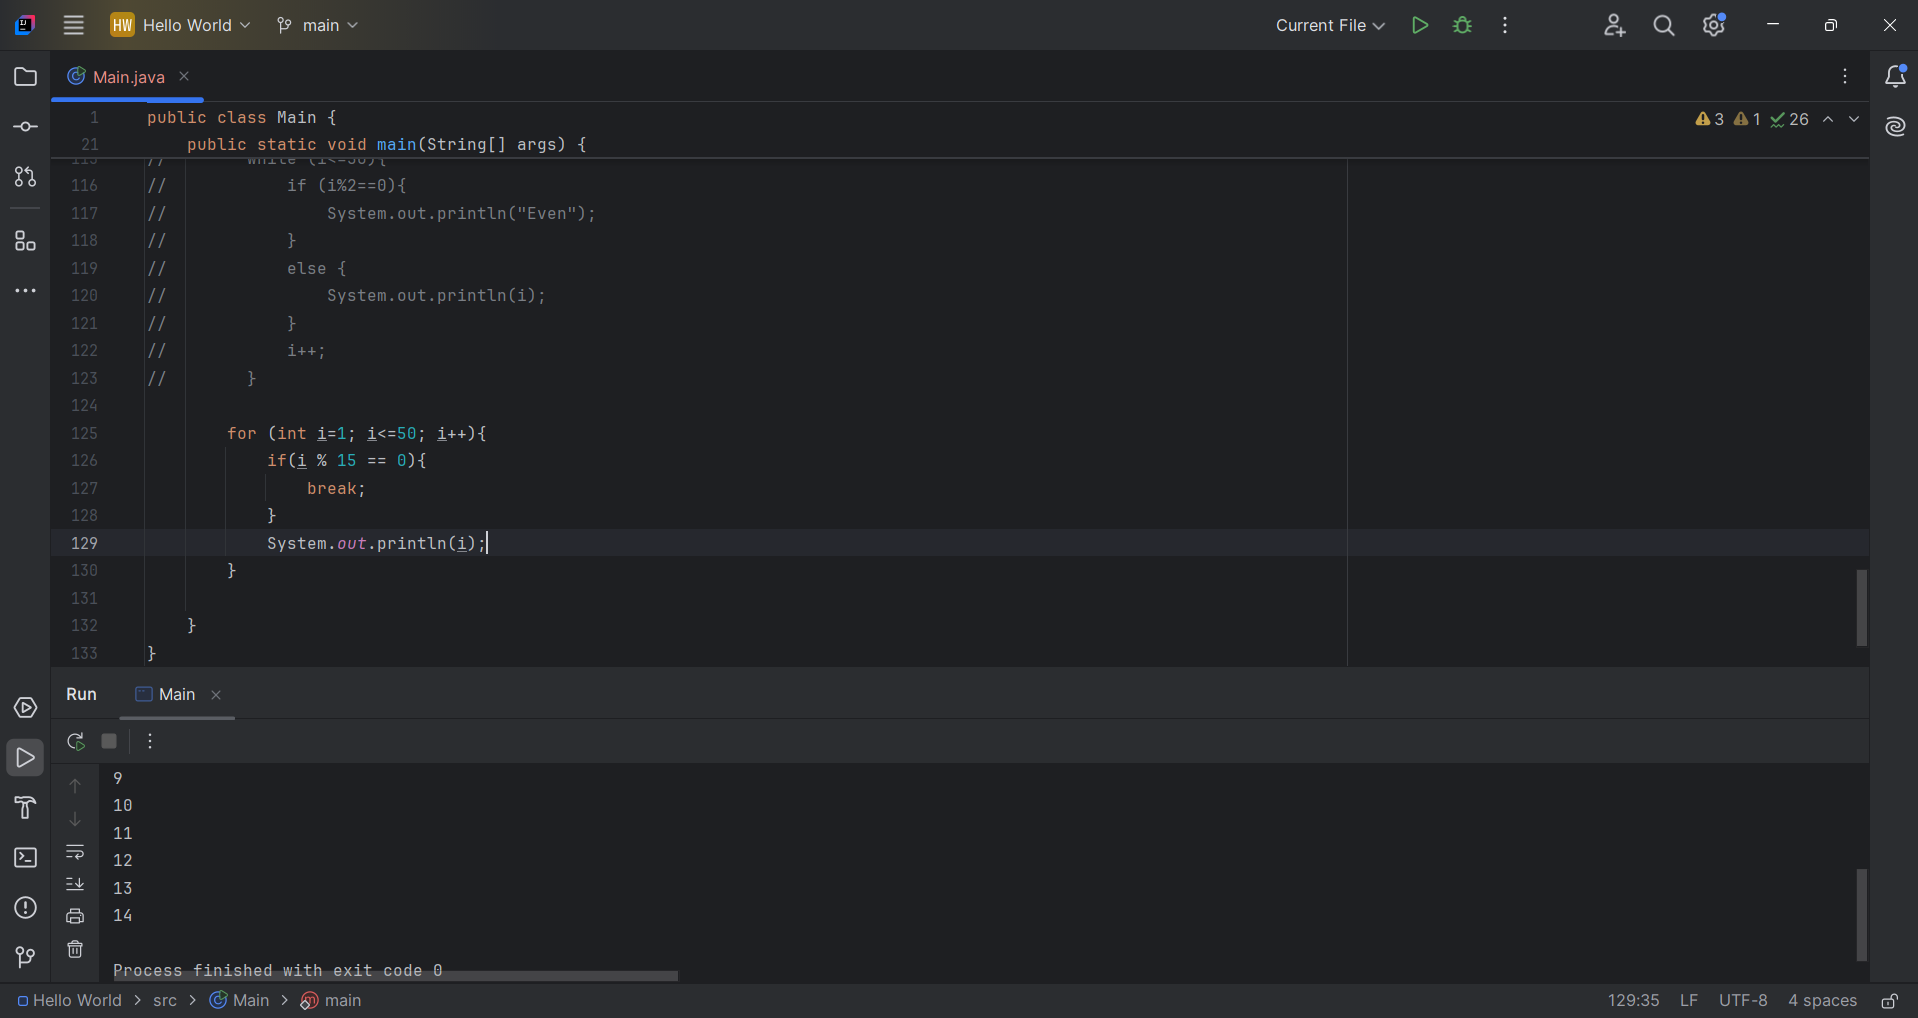 HW Hello World main Current File
Main.java
1 public class Main { 3 1 26
21 public static void main(String[] args) {
115 // while (i<=50){
116 // if (i%2==0){
117 // System.out.println("Even");
118 // }
119 // else {
120 // System.out.println(i);
121 // }
122 // i++;
123 // }
124
125 for (int i=1; i<=50; i++){
126 if(i % 15 == 0){
127 break;
128 }
129 System.out.println(i);
130 }
131
132 }
133 }
Run Main
9
10
11
12
13
14
Process finished with exit code 0
Hello World > src > Main > main 129:35 LF UTF-8 4 spaces